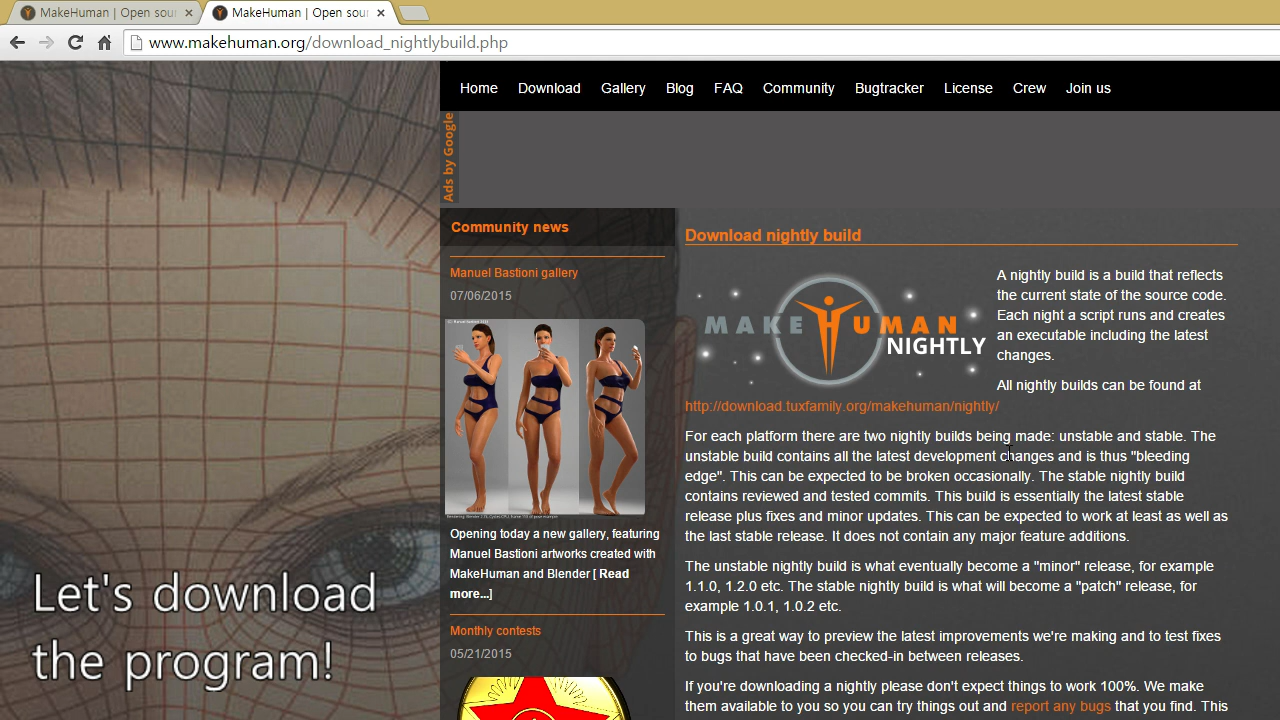 MakeHuman | Open sour
MakeHuman | Open sour
www.makehuman.org/download_nightlybuild.php
Home Download Gallery Blog FAQ Community Bugtracker License Crew Join us
Ads by Google
Community news
Manuel Bastioni gallery
07/06/2015
Opening today a new gallery, featuring
Manuel Bastioni artworks created with
MakeHuman and Blender [ Read
more...]
Monthly contests
05/21/2015
Download nightly build
MAKE HUMAN
NIGHTLY
A nightly build is a build that reflects
the current state of the source code.
Each night a script runs and creates
an executable including the latest
changes.
All nightly builds can be found at
http://download.tuxfamily.org/makehuman/nightly/
For each platform there are two nightly builds being made: unstable and stable. The
unstable build contains all the latest development changes and is thus "bleeding
edge". This can be expected to be broken occasionally. The stable nightly build
contains reviewed and tested commits. This build is essentially the latest stable
release plus fixes and minor updates. This can be expected to work at least as well as
the last stable release. It does not contain any major feature additions.
The unstable nightly build is what eventually become a "minor" release, for example
1.1.0, 1.2.0 etc. The stable nightly build is what will become a "patch" release, for
example 1.0.1, 1.0.2 etc.
This is a great way to preview the latest improvements we're making and to test fixes
to bugs that have been checked-in between releases.
If you're downloading a nightly please don't expect things to work 100%. We make
them available to you so you can try things out and report any bugs that you find. This
Let's download
the program!